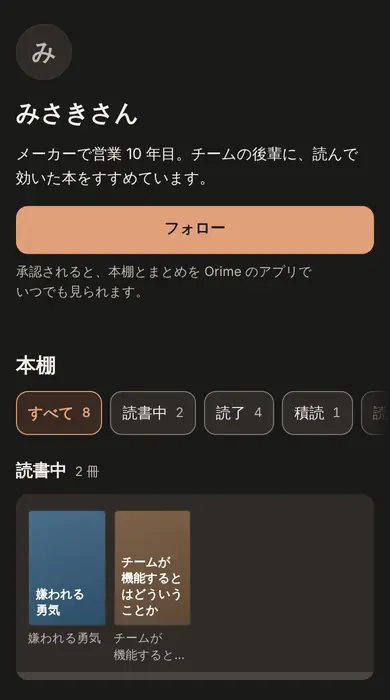 み
みさきさん
メーカーで営業 10 年目。チームの後輩に、読んで
効いた本をすすめています。
フォロー
承認されると、本棚とまとめを Orime のアプリで
いつでも見られます。
本棚
すべて 8 読書中 2 読了 4 積読 1 読
読書中 2 冊
嫌われる
勇気
チームが
機能すると
はどういう
ことか
嫌われる勇気
チームが
機能すると...